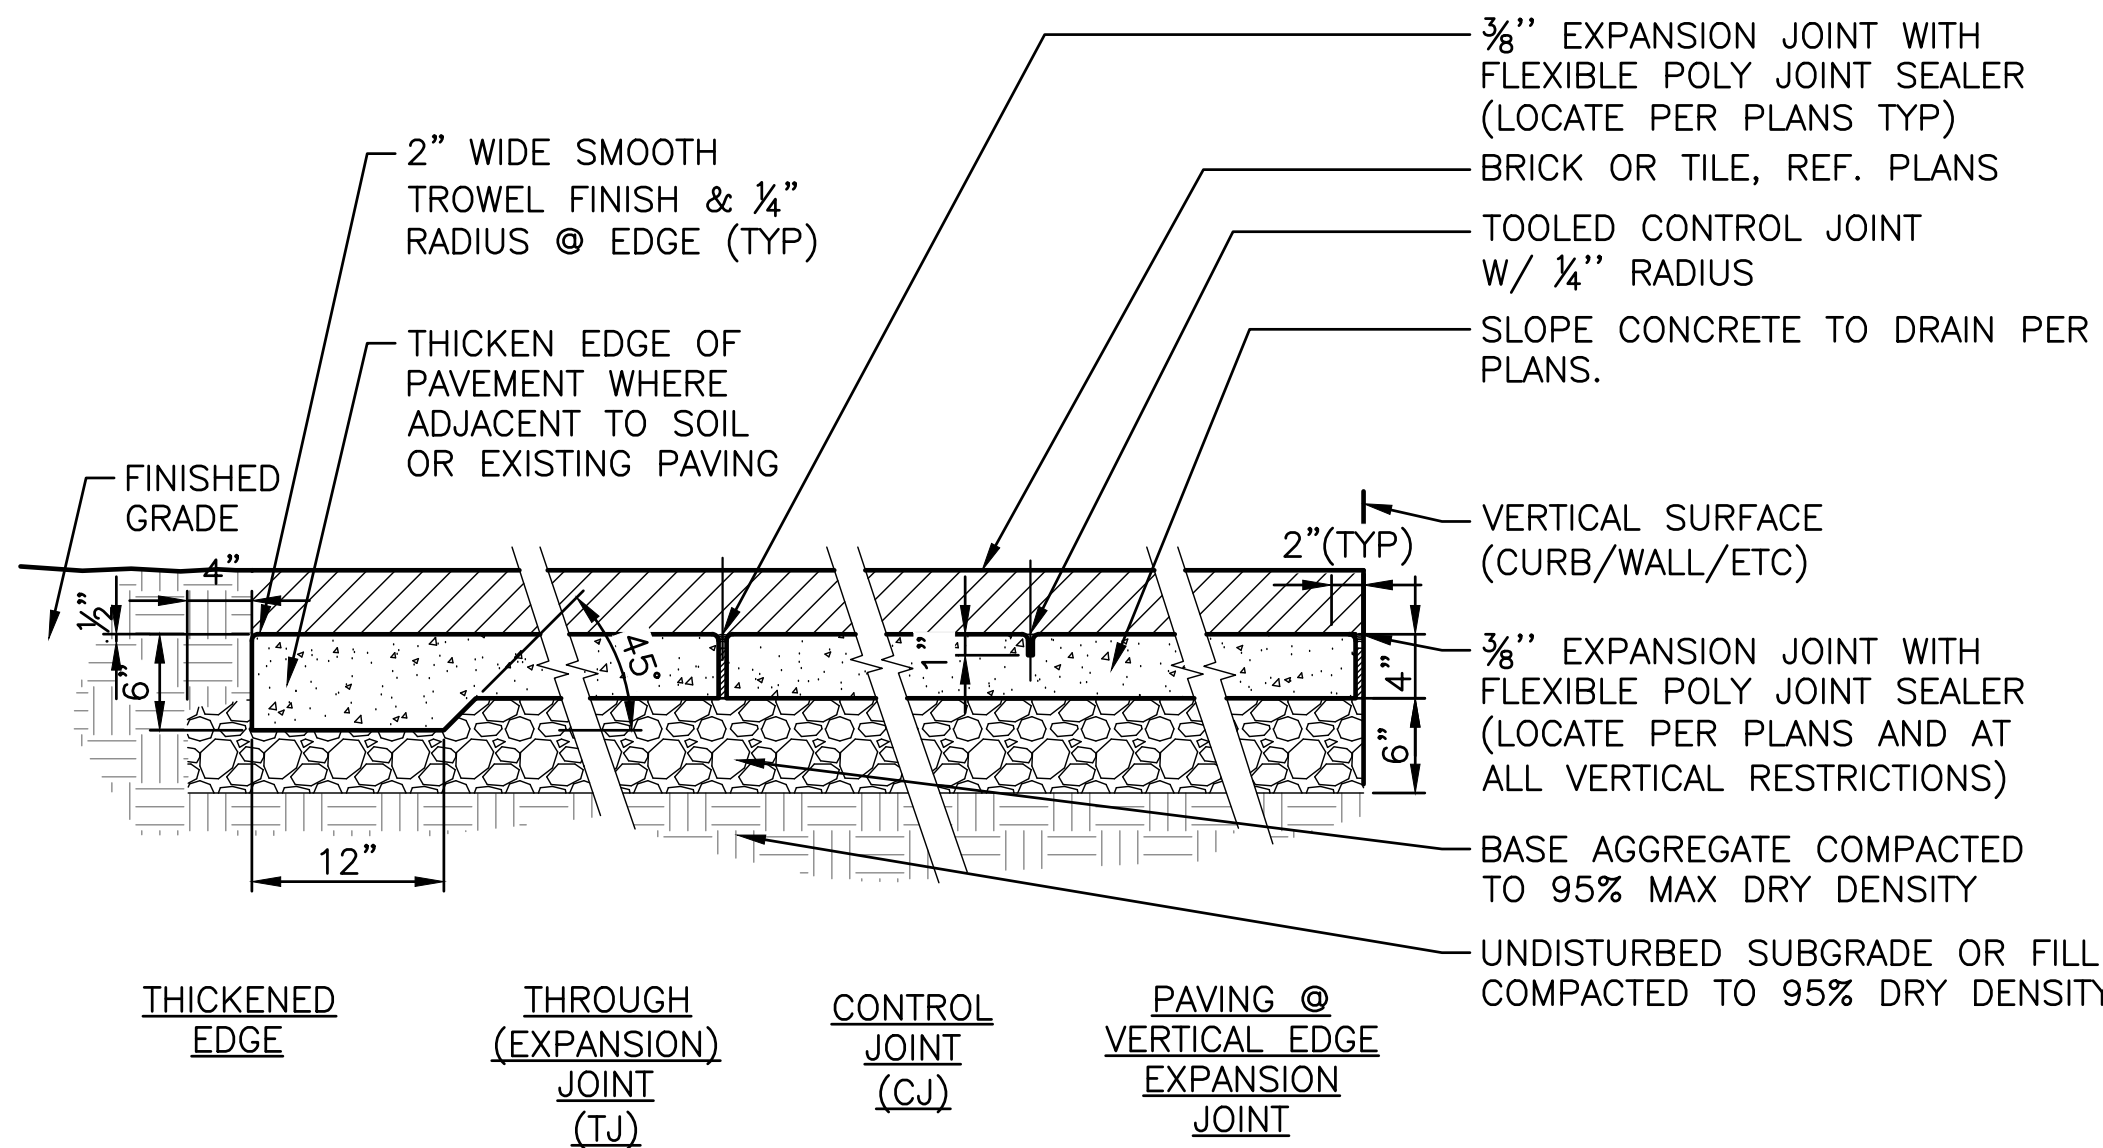 ⅜’’ EXPANSION JOINT WITH
FLEXIBLE POLY JOINT SEALER
(LOCATE PER PLANS TYP)
2” WIDE SMOOTH
TROWEL FINISH & ¼”
RADIUS @ EDGE (TYP)
BRICK OR TILE, REF. PLANS
TOOLED CONTROL JOINT
W/ ¼’’ RADIUS
THICKEN EDGE OF
PAVEMENT WHERE
ADJACENT TO SOIL
OR EXISTING PAVING
SLOPE CONCRETE TO DRAIN PER
PLANS.
FINISHED
GRADE
VERTICAL SURFACE
(CURB/WALL/ETC)
2”(TYP)
4”
½”
6”
45°
1”
4”
6”
12”
⅜’’ EXPANSION JOINT WITH
FLEXIBLE POLY JOINT SEALER
(LOCATE PER PLANS AND AT
ALL VERTICAL RESTRICTIONS)
BASE AGGREGATE COMPACTED
TO 95% MAX DRY DENSITY
UNDISTURBED SUBGRADE OR FILL
COMPACTED TO 95% DRY DENSITY
THICKENED
EDGE
THROUGH
(EXPANSION)
JOINT
(TJ)
CONTROL
JOINT
(CJ)
PAVING @
VERTICAL EDGE
EXPANSION
JOINT